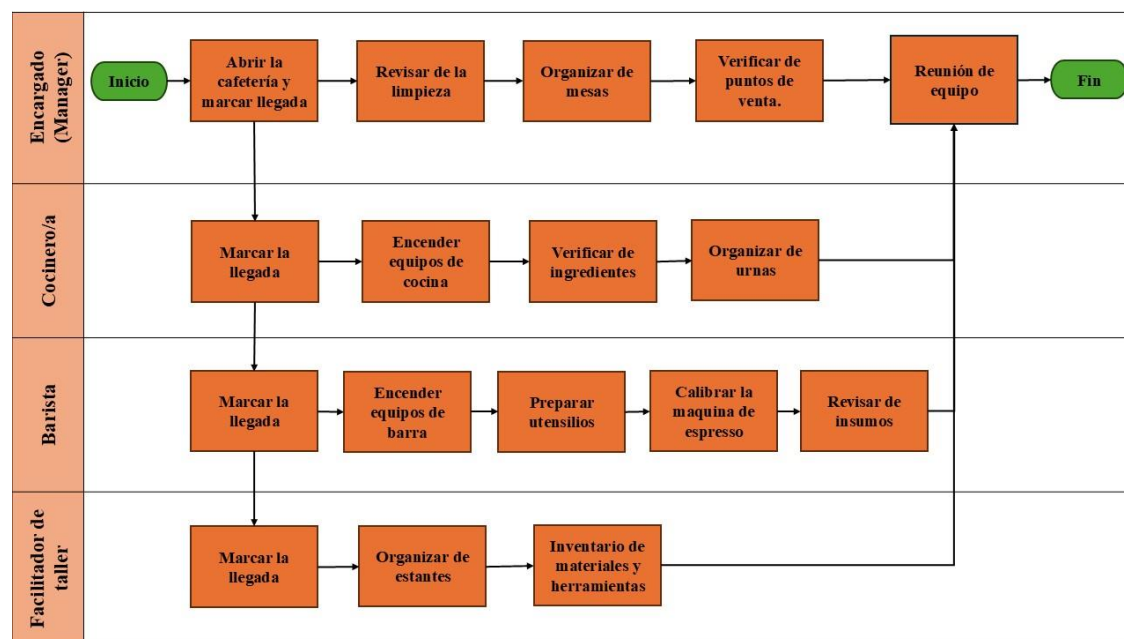 Encargado
(Manager)
Inicio
Abrir la
cafetería y
marcar llegada
Revisar de la
limpieza
Organizar de
mesas
Verificar de
puntos de
venta.
Reunión de
equipo
Fin
Cocinero/a
Marcar la
llegada
Encender
equipos de
cocina
Verificar de
ingredientes
Organizar de
urnas
Barista
Marcar la
llegada
Encender
equipos de
barra
Preparar
utensilios
Calibrar la
maquina de
espresso
Revisar de
insumos
Facilitador de
taller
Marcar la
llegada
Organizar de
estantes
Inventario de
materiales y
herramientas